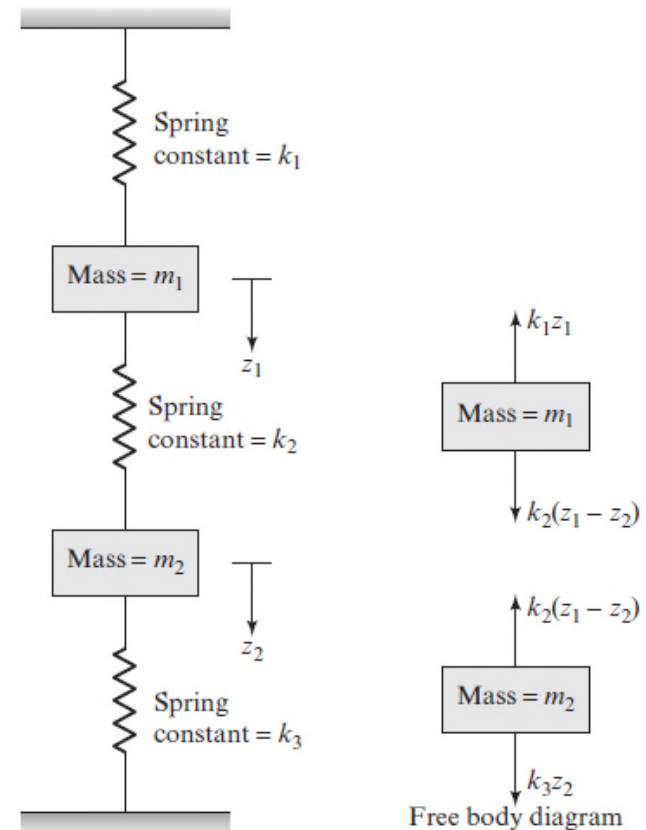 Spring
constant = k₁
Mass = m₁
z₁
Spring
constant = k₂
Mass = m₂
z₂
Spring
constant = k₃
k₁z₁
Mass = m₁
k₂(z₁ − z₂)
k₂(z₁ − z₂)
Mass = m₂
k₃z₂
Free body diagram